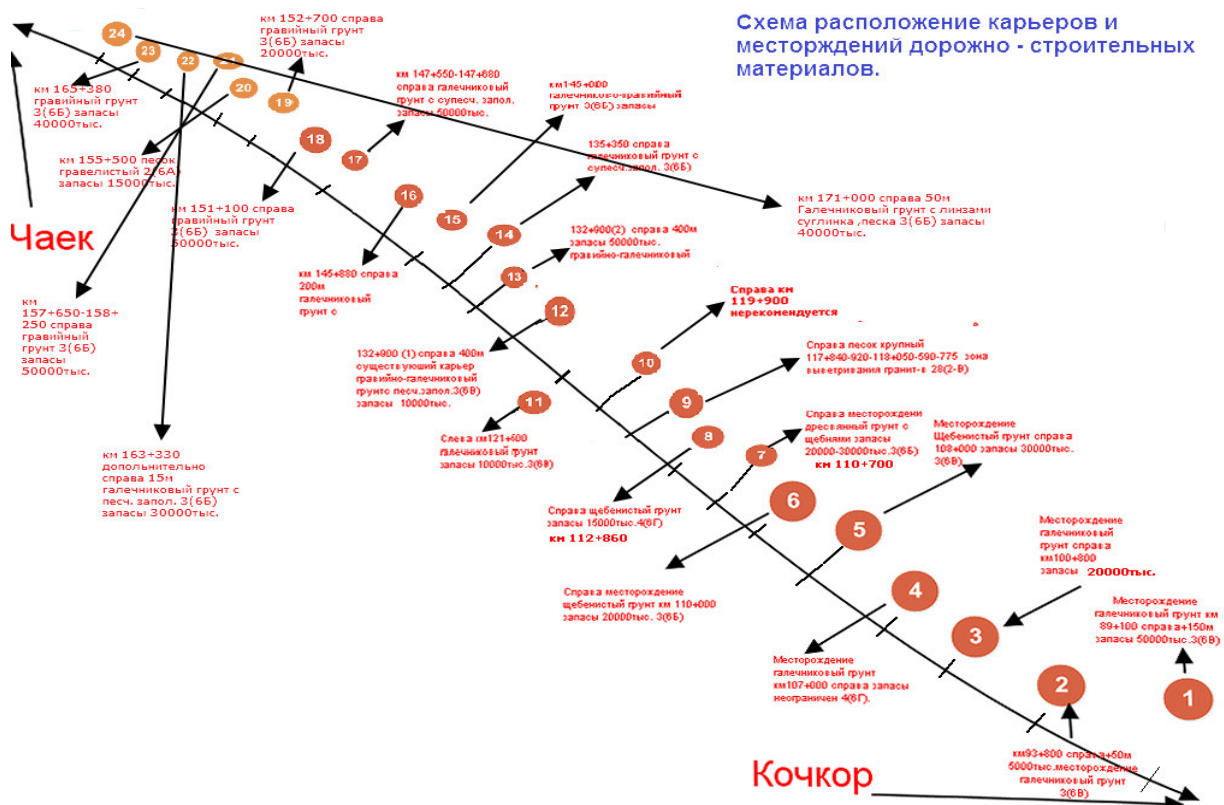 Схема расположение карьеров и
месторждений дорожно - строительных
материалов.
24
23
22
20
19
км 152+700 справа
гравийный грунт
3(6Б) запасы
20000тыс.
км 165+380
гравийный грунт
3(6Б) запасы
40000тыс.
км 147+550-147+680
справа галечниковый
грунт с супесч. запол.
запасы 50000тыс.
км145+000
галечниково-гравийный
грунт 3(6Б) запасы
18
17
135+350 справа
галечниковый грунт с
супесч.запол. 3(6Б)
км 155+500 песок
гравелистый 2(6А)
запасы 15000тыс.
16
15
14
км 171+000 справа 50м
Галечниковый грунт с линзами
суглинка ,песка 3(6Б) запасы
40000тыс.
км 151+100 справа
гравийный грунт
3(6Б) запасы
50000тыс.
Чаек
132+900(2) справа 400м
запасы 50000тыс.
гравийно-галечниковый
13
км 145+880 справа
200м
галечниковый
грунт с
12
Справа км
119+900
нерекомендуется
км
157+650-158+
250 справа
гравийный
грунт 3(6Б)
запасы
50000тыс.
132+900 (1) справа 400м
существуюший карьер
гравийно-галечниковый
грунтс песч.запол.3(6В)
запасы 10000тыс.
10
Справа песок крупный
117+840-920-118+050-590-775 зона
выветривания гранит-в 28(2-В)
11
9
8
7
Слева км121+500
галечниковый грунт
запасы 10000тыс.3(6В)
Справа месторождени
дресвянный грунт с
щебнями запасы
20000-30000тыс.3(6Б)
км 110+700
Месторождение
Щебенистый грунт справа
108+000 запасы 30000тыс.
3(6В)
км 163+330
допольнительно
справа 15м
галечниковый грунт с
песч. запол. 3(6Б)
запасы 30000тыс.
Справа щебенистый грунт
запасы 15000тыс.4(6Г)
км 112+860
6
5
Месторождение
галечниковый
грунт справа
км100+800
запасы 20000тыс.
Справа месторождение
щебенистый грунт км 110+000
запасы 20000тыс. 3(6Б)
4
3
Месторождение
галечниковый грунт км
89+100 справа+150м
запасы 50000тыс.3(6В)
Месторождение
галечниковый грунт
км107+000 справа запасы
неограничен 4(6Г).
2
1
км93+800 справа+50м
5000тыс.месторождение
галечниковый грунт
3(6В)
Кочкор